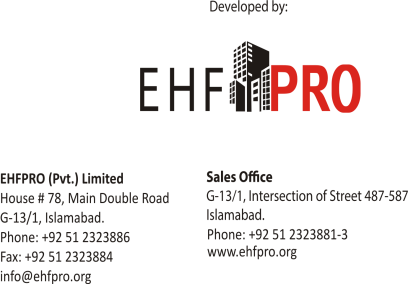 Developed by:
EHFPRO
EHFPRO (Pvt.) Limited
House # 78, Main Double Road
G-13/1, Islamabad.
Phone: +92 51 2323886
Fax: +92 51 2323884
info@ehfpro.org
Sales Office
G-13/1, Intersection of Street 487-587
Islamabad.
Phone: +92 51 2323881-3
www.ehfpro.org